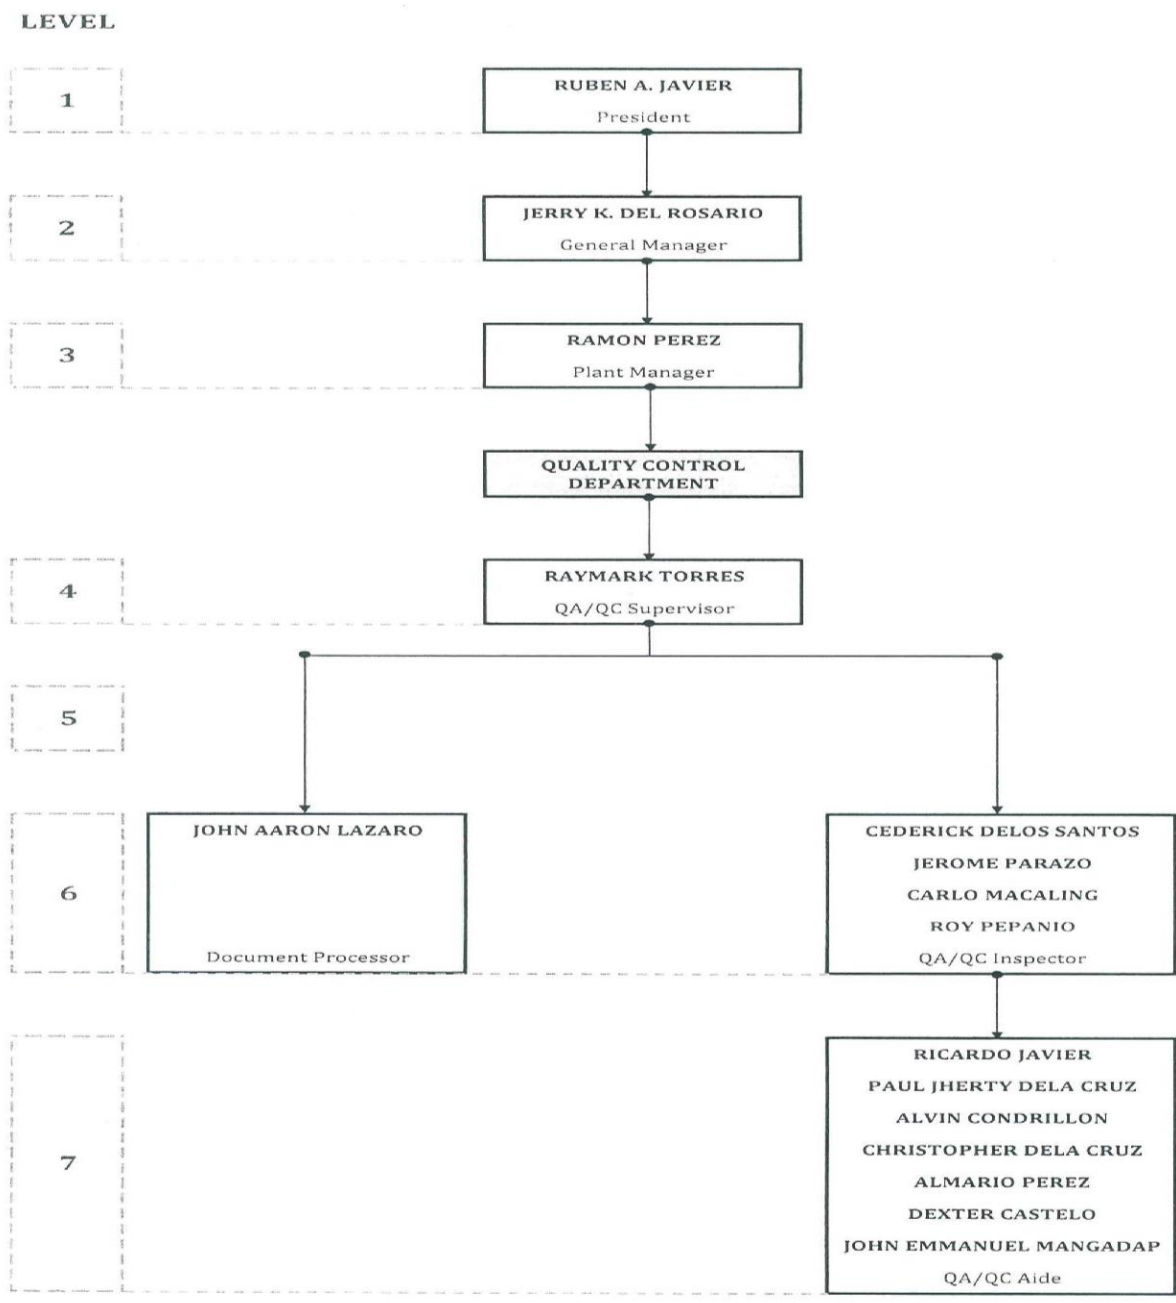 LEVEL
1
RUBEN A. JAVIER
President
2
JERRY K. DEL ROSARIO
General Manager
3
RAMON PEREZ
Plant Manager
QUALITY CONTROL
DEPARTMENT
4
RAYMARK TORRES
QA/QC Supervisor
5
6
JOHN AARON LAZARO
Document Processor
CEDERICK DELOS SANTOS
JEROME PARAZO
CARLO MACALING
ROY PEPANIO
QA/QC Inspector
7
RICARDO JAVIER
PAUL JHERTY DELA CRUZ
ALVIN CONDRILLON
CHRISTOPHER DELA CRUZ
ALMARIO PEREZ
DEXTER CASTELO
JOHN EMMANUEL MANGADAP
QA/QC Aide